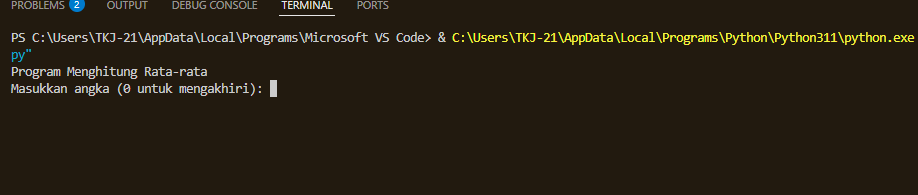 PROBLEMS 2 OUTPUT DEBUG CONSOLE TERMINAL PORTS
PS C:\Users\TKJ-21\AppData\Local\Programs\Microsoft VS Code> & C:\Users\TKJ-21\AppData\Local\Programs\Python\Python311\python.exe
py"
Program Menghitung Rata-rata
Masukkan angka (0 untuk mengakhiri):